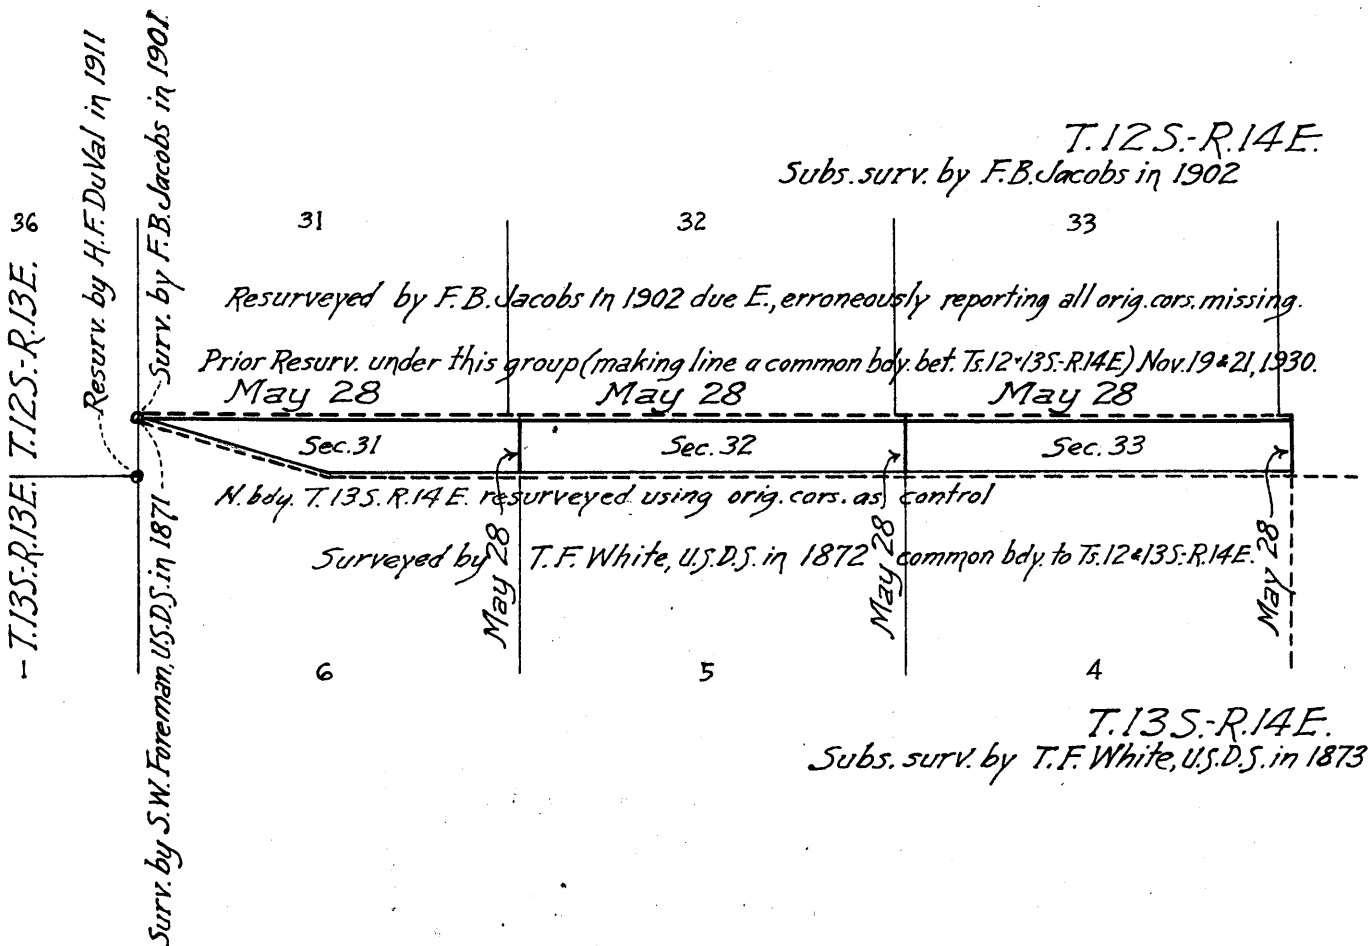 T.12S.-R.14E.
Subs. surv. by F.B. Jacobs in 1902
36
31
32
33
Resurv. by H.F. DuVal in 1911
Surv. by F.B. Jacobs in 1901.
T.12S.-R.13E.
Resurveyed by F.B. Jacobs in 1902 due E., erroneously reporting all orig. cors. missing.
Prior Resurv. under this group (making line a common bdy. bet. Ts. 12 & 13 S.-R.14E.) Nov. 19 & 21, 1930.
May 28
May 28
May 28
Sec. 31
Sec. 32
Sec. 33
N. bdy. T.13S. R.14E. resurveyed using orig. cors. as control
Surveyed by T.F. White, U.S.D.S. in 1872 common bdy. to Ts. 12 & 13 S.-R.14E.
May 28
May 28
May 28
T.13S.-R.13E.
Surv. by S.W. Foreman, U.S.D.S. in 1871
6
5
4
T.13S.-R.14E.
Subs. surv. by T.F. White, U.S.D.S. in 1873